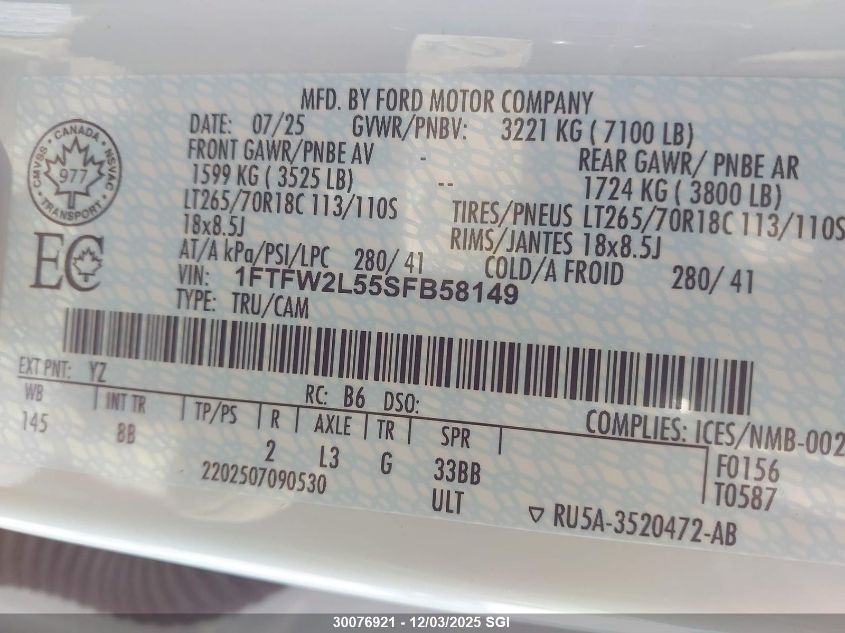 MFD. BY FORD MOTOR COMPANY
DATE: 07/25 GVWR/PNBV: 3221 KG ( 7100 LB)
FRONT GAWR/PNBE AV - REAR GAWR/ PNBE AR
1599 KG ( 3525 LB) -- 1724 KG ( 3800 LB)
LT265/70R18C 113/110S TIRES/PNEUS LT265/70R18C 113/110S
18x8.5J RIMS/JANTES 18x8.5J
AT/A kPa/PSI/LPC 280/ 41 COLD/A FROID 280/ 41
VIN: 1FTFW2L55SFB58149
TYPE: TRU/CAM
CANADA
CMVSS 977 NSVAC
TRANSPORT
EC
EXT PNT: YZ RC: B6 DSO:
WB INT TR TP/PS R AXLE TR SPR COMPLIES: ICES/NMB-002
145 BB 2 L3 G 33BB F0156
2202507090530 ULT T0587
RU5A-3520472-AB
30076921 - 12/03/2025 SGI